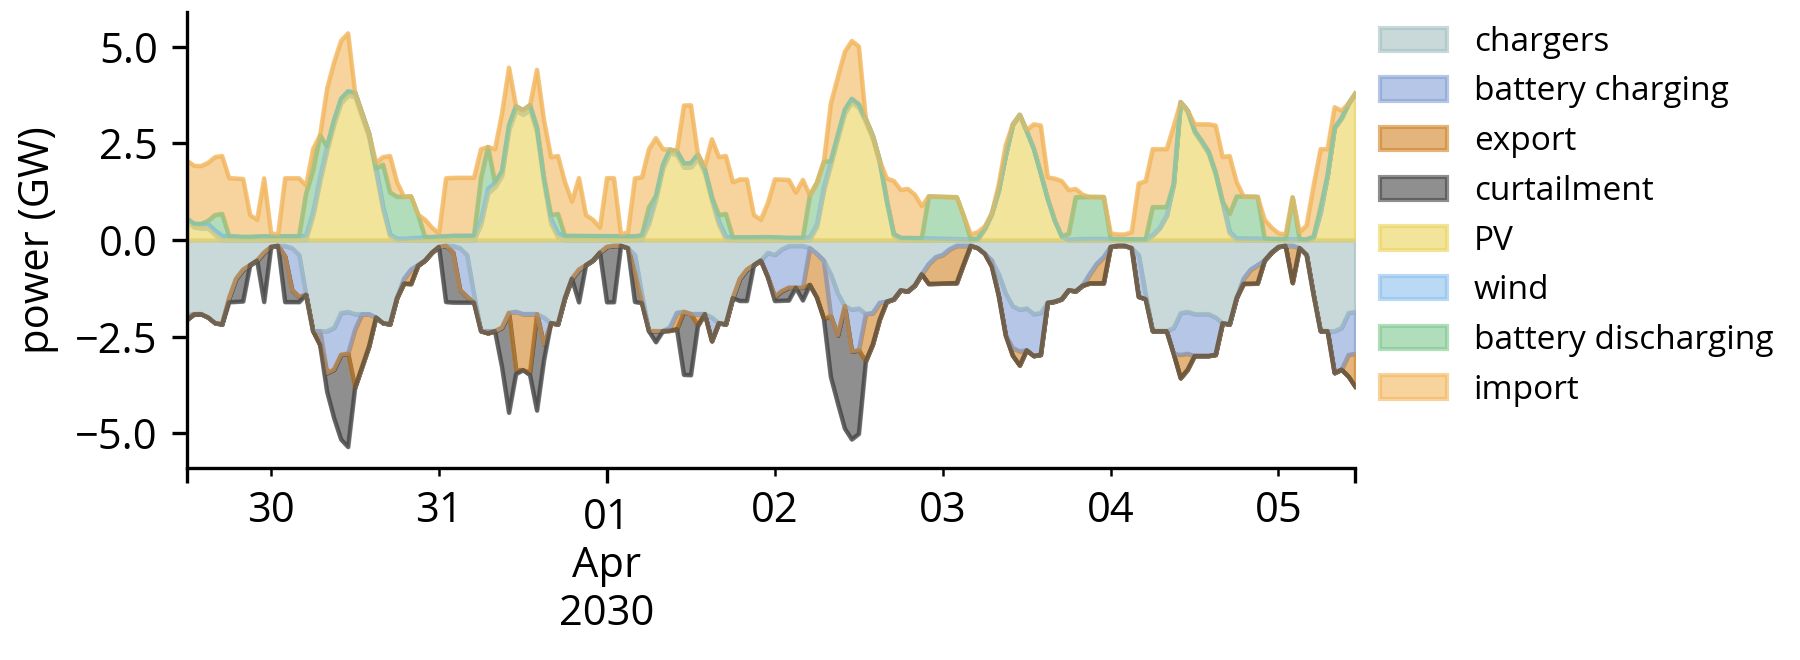 power (GW)
5.0
2.5
0.0
−2.5
−5.0
30
31
01
02
03
04
05
Apr
2030
chargers
battery charging
export
curtailment
PV
wind
battery discharging
import